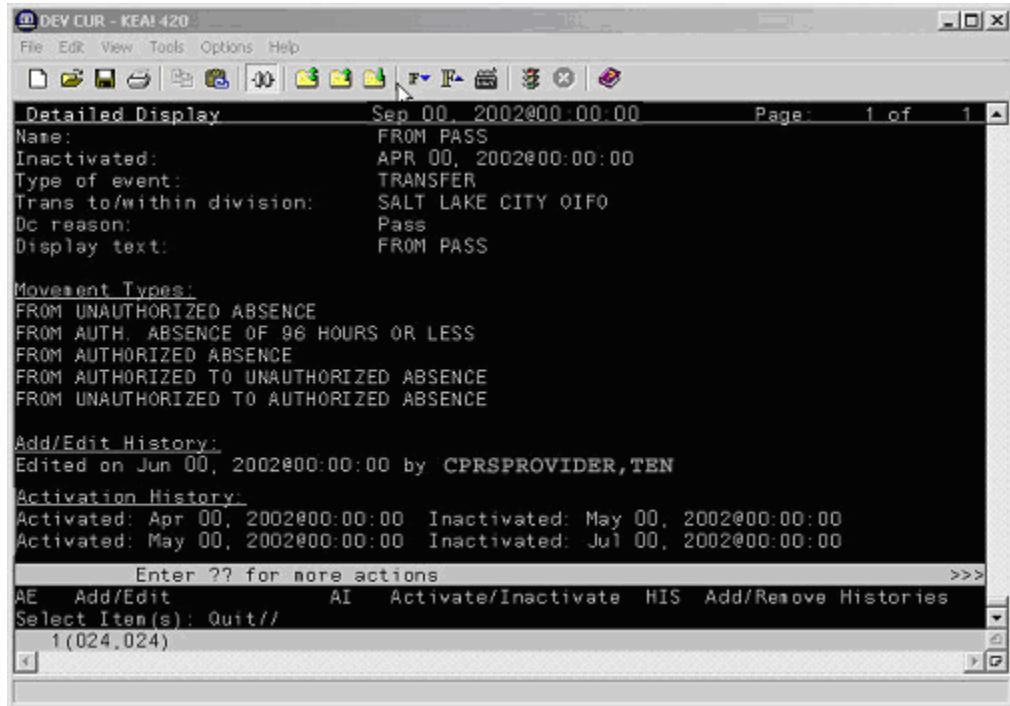 DEV CUR - KEA! 420
File Edit View Tools Options Help
Detailed Display Sep 00, 2002@00:00:00 Page: 1 of 1
Name: FROM PASS
Inactivated: APR 00, 2002@00:00:00
Type of event: TRANSFER
Trans to/within division: SALT LAKE CITY OIFO
Dc reason: Pass
Display text: FROM PASS
Movement Types:
FROM UNAUTHORIZED ABSENCE
FROM AUTH. ABSENCE OF 96 HOURS OR LESS
FROM AUTHORIZED ABSENCE
FROM AUTHORIZED TO UNAUTHORIZED ABSENCE
FROM UNAUTHORIZED TO AUTHORIZED ABSENCE
Add/Edit History:
Edited on Jun 00, 2002@00:00:00 by CPRSPROVIDER,TEN
Activation History:
Activated: Apr 00, 2002@00:00:00 Inactivated: May 00, 2002@00:00:00
Activated: May 00, 2002@00:00:00 Inactivated: Jul 00, 2002@00:00:00
Enter ?? for more actions >>>
AE Add/Edit AI Activate/Inactivate HIS Add/Remove Histories
Select Item(s): Quit//
1(024,024)